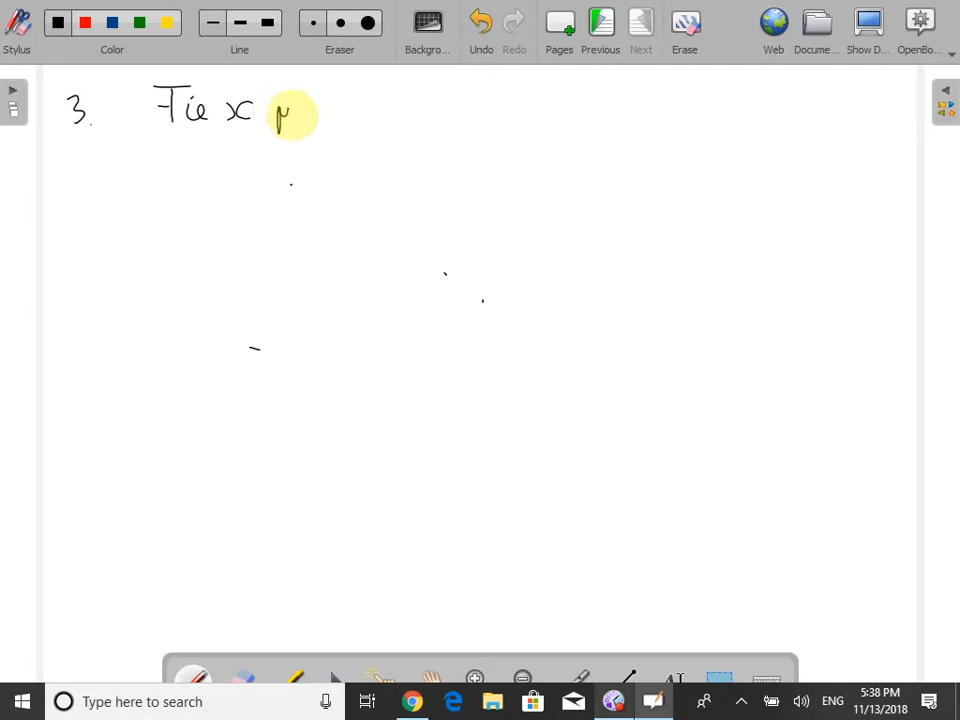 Stylus
Color
Line
Eraser
Backgro...
Undo
Redo
Pages
Previous
Next
Erase
Web
Docume...
Show D...
OpenBo...
3. Fie x p
Type here to search
ENG
5:38 PM
11/13/2018